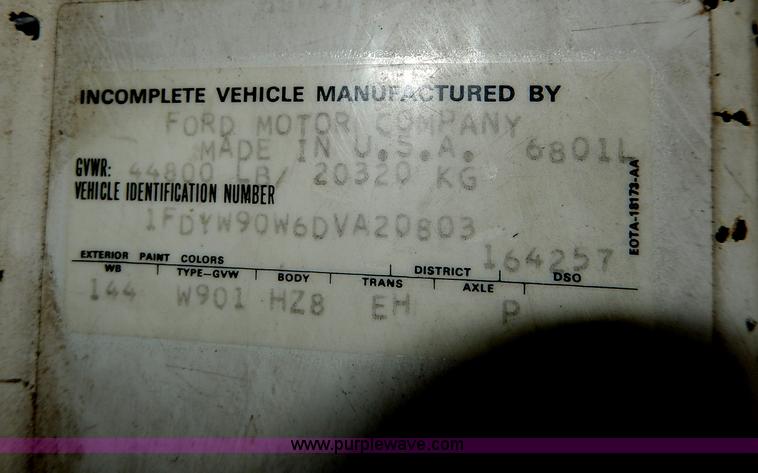 INCOMPLETE VEHICLE MANUFACTURED BY
FORD MOTOR COMPANY
MADE IN U.S.A. 6801L
GVWR: 44800 LB/ 20320 KG
VEHICLE IDENTIFICATION NUMBER
1FDYW90W6DVA20803
EOTA-18173-AA
164257
EXTERIOR PAINT COLORS DISTRICT DSO
WB TYPE-GVW BODY TRANS AXLE
144 W901 HZ8 EH P
www.purplewave.com